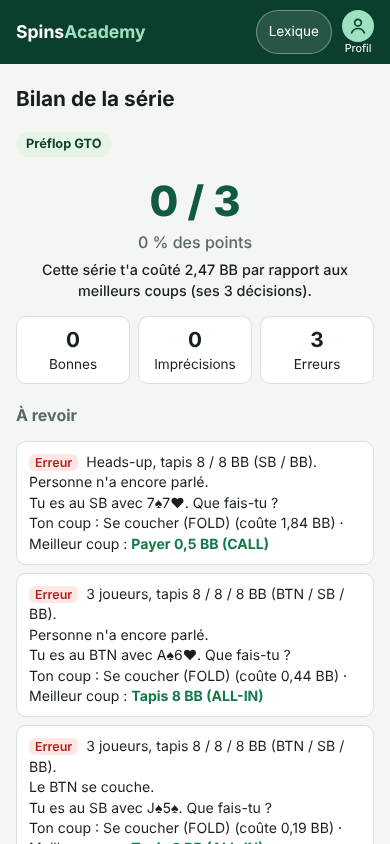 SpinsAcademy
Lexique
Profil
Bilan de la série
Préflop GTO
0 / 3
0 % des points
Cette série t'a coûté 2,47 BB par rapport aux
meilleurs coups (ses 3 décisions).
0
Bonnes
0
Imprécisions
3
Erreurs
À revoir
Erreur Heads-up, tapis 8 / 8 BB (SB / BB).
Personne n'a encore parlé.
Tu es au SB avec 7♠7♥. Que fais-tu ?
Ton coup : Se coucher (FOLD) (coûte 1,84 BB) ·
Meilleur coup : Payer 0,5 BB (CALL)
Erreur 3 joueurs, tapis 8 / 8 / 8 BB (BTN / SB /
BB).
Personne n'a encore parlé.
Tu es au BTN avec A♠6♥. Que fais-tu ?
Ton coup : Se coucher (FOLD) (coûte 0,44 BB) ·
Meilleur coup : Tapis 8 BB (ALL-IN)
Erreur 3 joueurs, tapis 8 / 8 / 8 BB (BTN / SB /
BB).
Le BTN se couche.
Tu es au SB avec J♠5♠. Que fais-tu ?
Ton coup : Se coucher (FOLD) (coûte 0,19 BB) ·